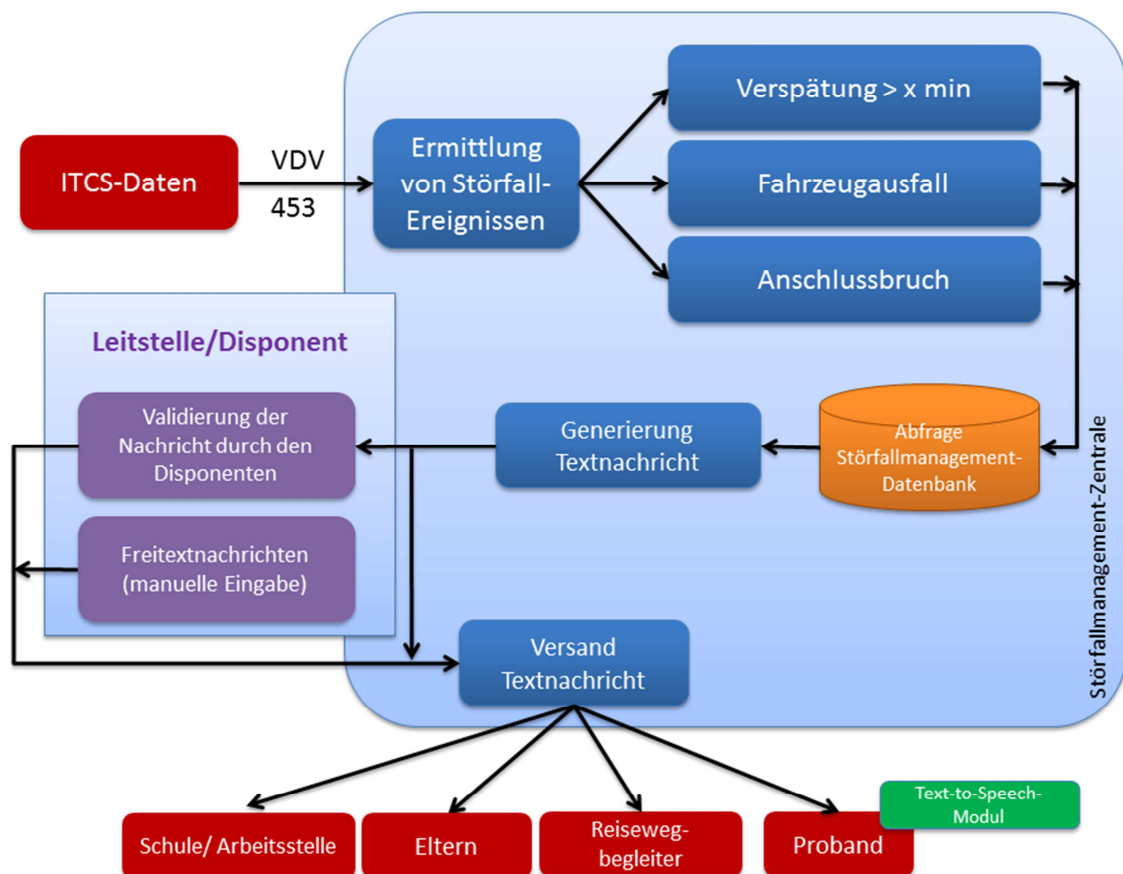 ITCS-Daten
VDV
453
Ermittlung
von Störfall-
Ereignissen
Verspätung > x min
Fahrzeugausfall
Anschlussbruch
Leitstelle/Disponent
Validierung der
Nachricht durch den
Disponenten
Freitextnachrichten
(manuelle Eingabe)
Generierung
Textnachricht
Abfrage
Störfallmanagement-
Datenbank
Störfallmanagement-Zentrale
Versand
Textnachricht
Schule/ Arbeitsstelle
Eltern
Reiseweg-
begleiter
Proband
Text-to-Speech-
Modul